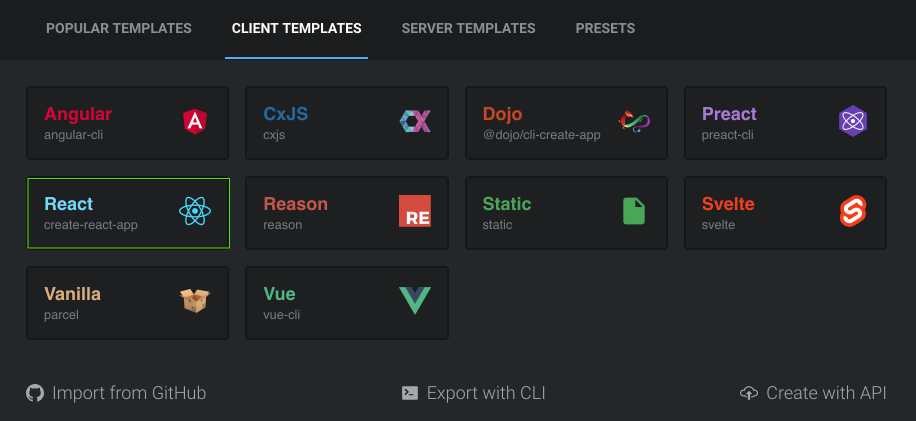 POPULAR TEMPLATES CLIENT TEMPLATES SERVER TEMPLATES PRESETS
Angular
angular-cli
CxJS
cxjs
Dojo
@dojo/cli-create-app
Preact
preact-cli
React
create-react-app
Reason
reason
RE
Static
static
Svelte
svelte
Vanilla
parcel
Vue
vue-cli
Import from GitHub
Export with CLI
Create with API